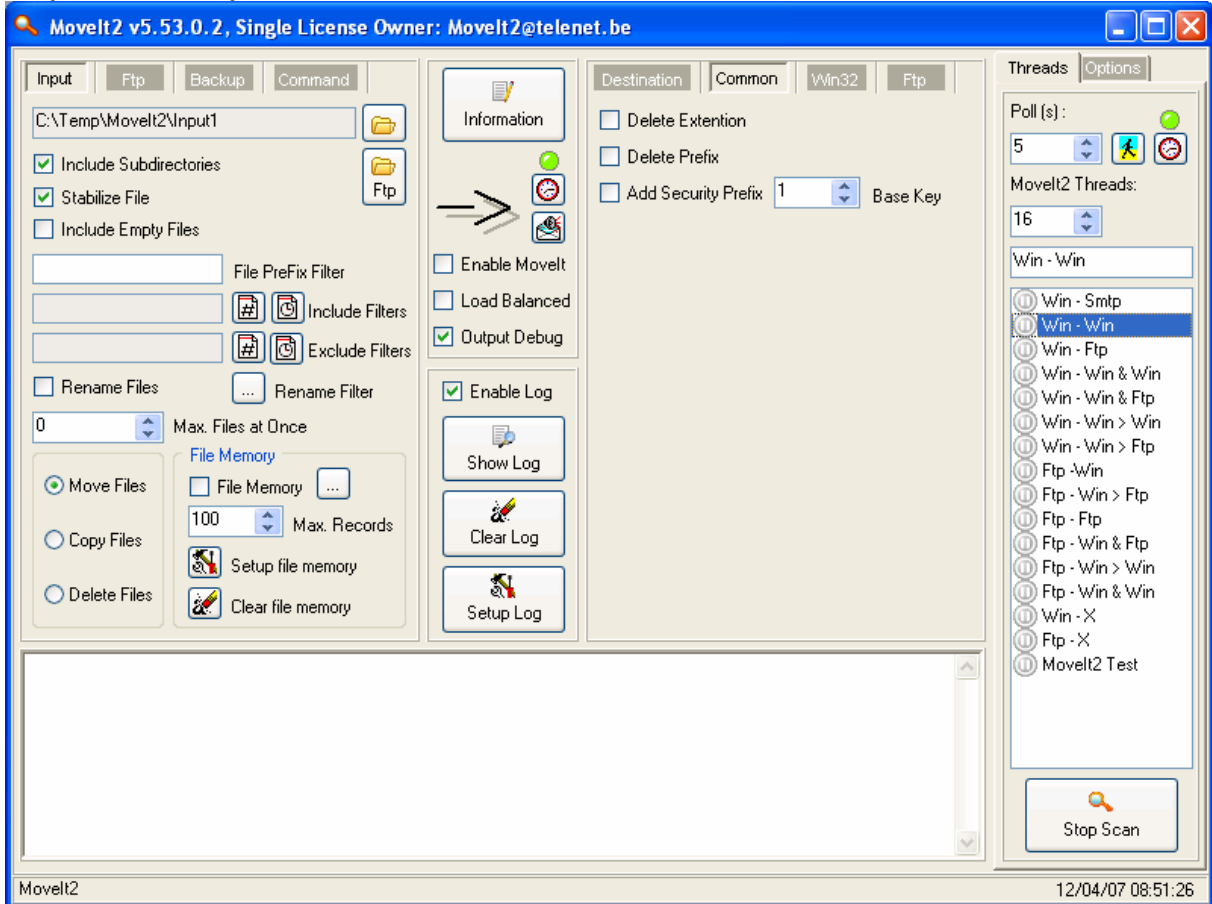 MoveIt2 v5.53.0.2, Single License Owner: MoveIt2@telenet.be
Input Ftp Backup Command
C:\Temp\MoveIt2\Input1
Include Subdirectories
Ftp
Stabilize File
Include Empty Files
File PreFix Filter
# Include Filters
# Exclude Filters
Rename Files ... Rename Filter
0 Max. Files at Once
Move Files
Copy Files
Delete Files
File Memory
File Memory ...
100 Max. Records
Setup file memory
Clear file memory
Information
Enable MoveIt
Load Balanced
Output Debug
Enable Log
Show Log
Clear Log
Setup Log
Destination Common Win32 Ftp
Delete Extention
Delete Prefix
Add Security Prefix 1 Base Key
Threads Options
Poll (s) :
5
MoveIt2 Threads:
16
Win - Win
Win - Smtp
Win - Win
Win - Ftp
Win - Win & Win
Win - Win & Ftp
Win - Win > Win
Win - Win > Ftp
Ftp -Win
Ftp - Win > Ftp
Ftp - Ftp
Ftp - Win & Ftp
Ftp - Win > Win
Ftp - Win & Win
Win - X
Ftp - X
MoveIt2 Test
Stop Scan
MoveIt2 12/04/07 08:51:26